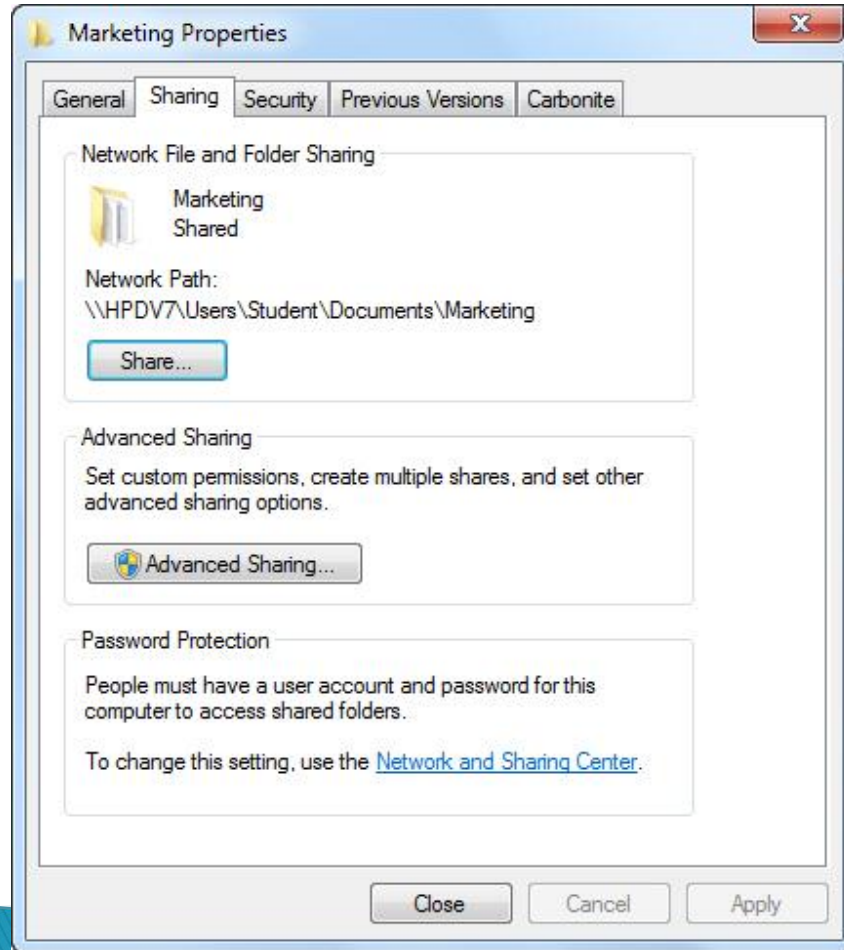 Marketing Properties
X
General Sharing Security Previous Versions Carbonite
Network File and Folder Sharing
Marketing
Shared
Network Path:
\\HPDV7\Users\Student\Documents\Marketing
Share...
Advanced Sharing
Set custom permissions, create multiple shares, and set other
advanced sharing options.
Advanced Sharing...
Password Protection
People must have a user account and password for this
computer to access shared folders.
To change this setting, use the Network and Sharing Center.
Close Cancel Apply